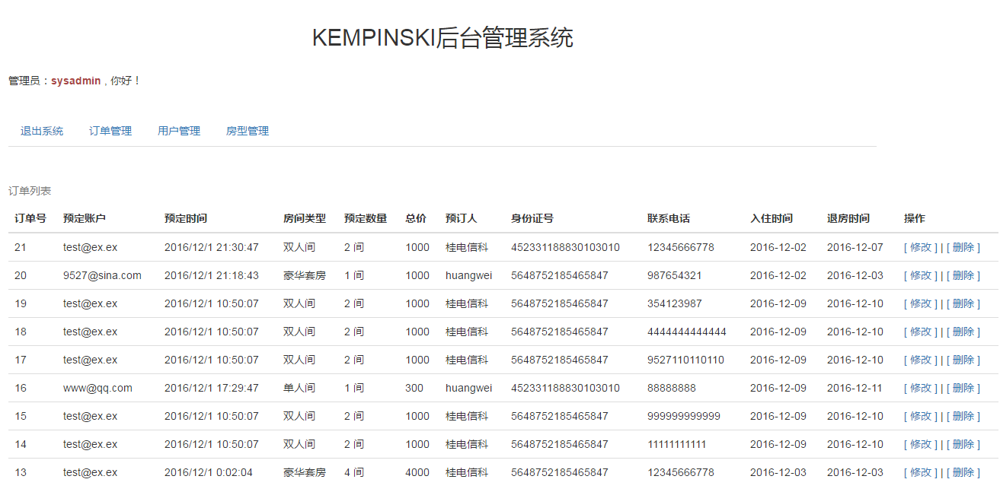 KEMPINSKI后台管理系统
管理员：sysadmin，你好！
退出系统 订单管理 用户管理 房型管理
订单列表
订单号 预定账户 预定时间 房间类型 预定数量 总价 预订人 身份证号 联系电话 入住时间 退房时间 操作
21 test@ex.ex 2016/12/1 21:30:47 双人间 2 间 1000 桂电信科 452331188830103010 12345666778 2016-12-02 2016-12-07 [ 修改 ] | [ 删除 ]
20 9527@sina.com 2016/12/1 21:18:43 豪华套房 1 间 1000 huangwei 5648752185465847 987654321 2016-12-02 2016-12-03 [ 修改 ] | [ 删除 ]
19 test@ex.ex 2016/12/1 10:50:07 双人间 2 间 1000 桂电信科 5648752185465847 354123987 2016-12-09 2016-12-10 [ 修改 ] | [ 删除 ]
18 test@ex.ex 2016/12/1 10:50:07 双人间 2 间 1000 桂电信科 5648752185465847 4444444444444 2016-12-09 2016-12-10 [ 修改 ] | [ 删除 ]
17 test@ex.ex 2016/12/1 10:50:07 双人间 2 间 1000 桂电信科 5648752185465847 9527110110110 2016-12-09 2016-12-10 [ 修改 ] | [ 删除 ]
16 www@qq.com 2016/12/1 17:29:47 单人间 1 间 300 huangwei 452331188830103010 88888888 2016-12-09 2016-12-11 [ 修改 ] | [ 删除 ]
15 test@ex.ex 2016/12/1 10:50:07 双人间 2 间 1000 桂电信科 5648752185465847 999999999999 2016-12-09 2016-12-10 [ 修改 ] | [ 删除 ]
14 test@ex.ex 2016/12/1 10:50:07 双人间 2 间 1000 桂电信科 5648752185465847 11111111111 2016-12-09 2016-12-10 [ 修改 ] | [ 删除 ]
13 test@ex.ex 2016/12/1 0:02:04 豪华套房 4 间 4000 桂电信科 5648752185465847 12345666778 2016-12-03 2016-12-03 [ 修改 ] | [ 删除 ]